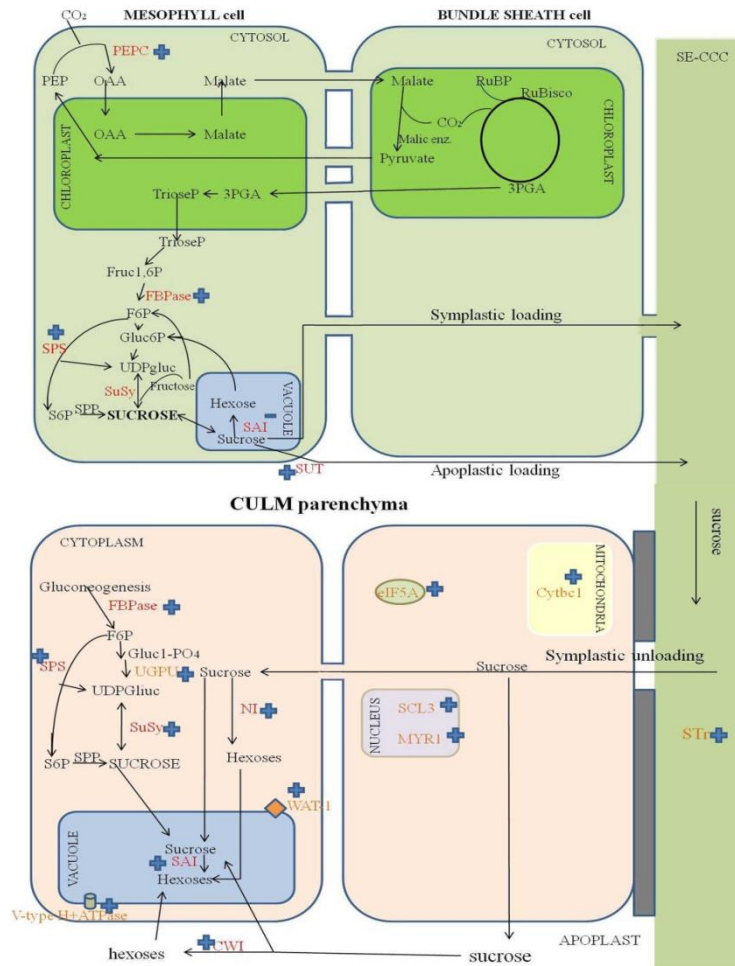 MESOPHYLL cell
BUNDLE SHEATH cell
CO₂
CYTOSOL
CYTOSOL
SE-CCC
PEPC
PEP
OAA
Malate
Malate
RuBP
RuBisco
CO₂
Malic enz.
Pyruvate
CHLOROPLAST
OAA
Malate
CHLOROPLAST
TrioseP
3PGA
3PGA
TrioseP
Fruc1,6P
FBPase
F6P
SPS
Gluc6P
UDPgluc
Symplastic loading
SuSy
Fructose
Hexose
VACUOLE
S6P
SPP
SUCROSE
SAI
Sucrose
SUT
Apoplastic loading
CULM parenchyma
sucrose
CYTOPLASM
MITOCHONDRIA
Gluconeogenesis
eIF5A
Cytbc1
FBPase
F6P
SPS
Gluc1-PO4
UGPU
Sucrose
Sucrose
Symplastic unloading
UDPGliuc
NI
NUCLEUS
SCL3
SuSy
MYR1
STr
S6P
SPP
SUCROSE
Hexoses
WAT-1
VACUOLE
Sucrose
SAI
Hexoses
V-type H+ATPase
CWI
hexoses
sucrose
APOPLAST